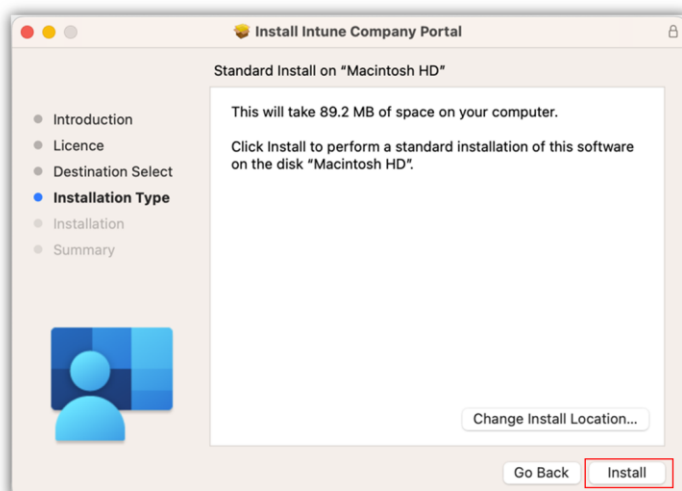 Install Intune Company Portal
Standard Install on “Macintosh HD”
Introduction
Licence
Destination Select
Installation Type
Installation
Summary
This will take 89.2 MB of space on your computer.
Click Install to perform a standard installation of this software
on the disk “Macintosh HD”.
Change Install Location...
Go Back
Install